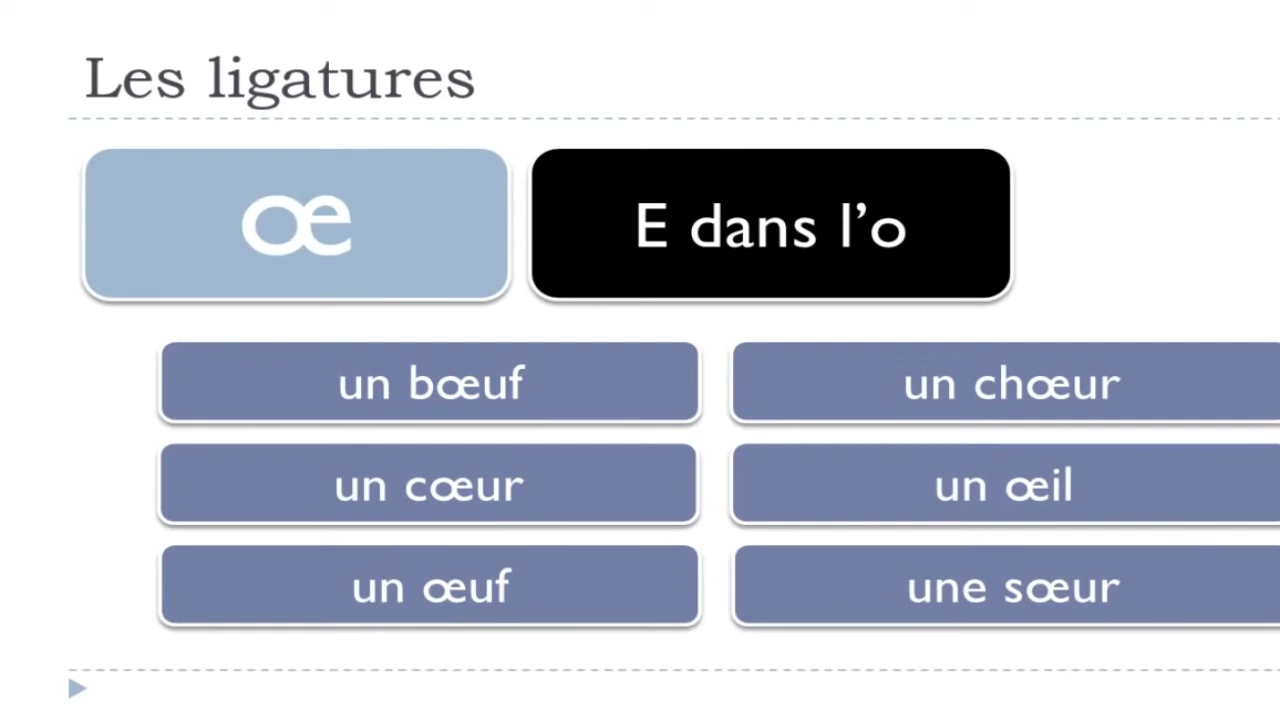 Les ligatures
œ
E dans l’o
un bœuf
un chœur
un cœur
un œil
un œuf
une sœur